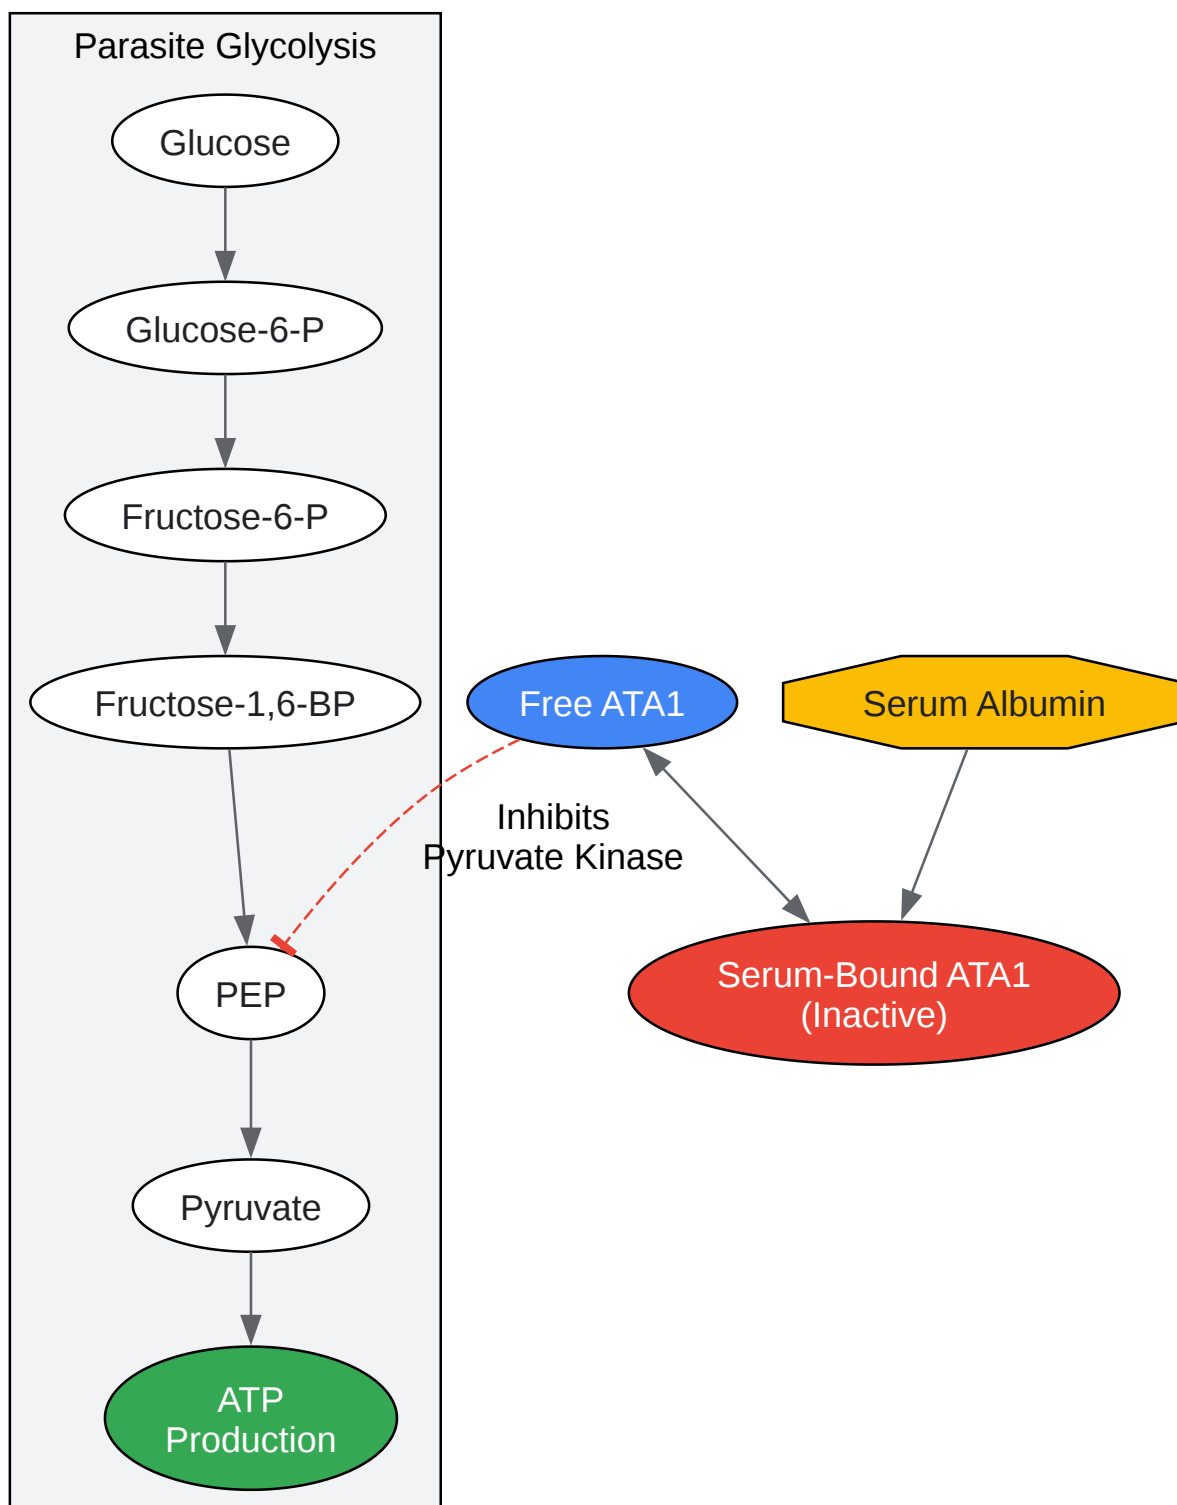 Parasite Glycolysis
Glucose
Glucose-6-P
Fructose-6-P
Fructose-1,6-BP
Free ATA1
Serum Albumin
Inhibits
Pyruvate Kinase
PEP
Serum-Bound ATA1
(Inactive)
Pyruvate
ATP
Production